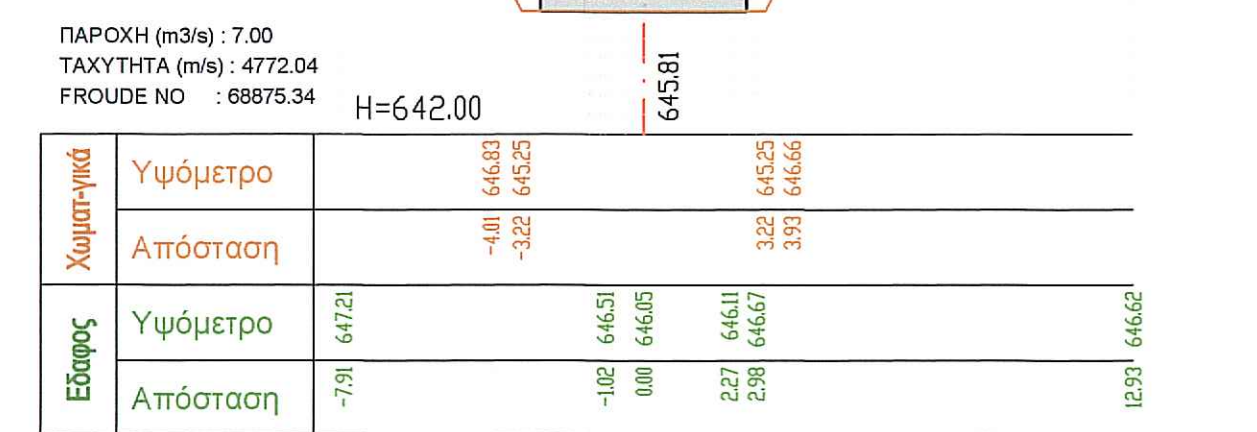 ΠΑΡΟΧΗ (m3/s) : 7.00
ΤΑΧΥΤΗΤΑ (m/s) : 4772.04
FROUDE NO : 68875.34
H=642.00
645.81
Χωματ-γικά
Υψόμετρο 646.83 645.25 645.25 646.66
Απόσταση -4.01 -3.22 3.22 3.93
Εδαφος
Υψόμετρο 647.21 646.51 646.05 646.11 646.67 646.62
Απόσταση -7.91 -1.02 0.00 2.27 2.98 12.93